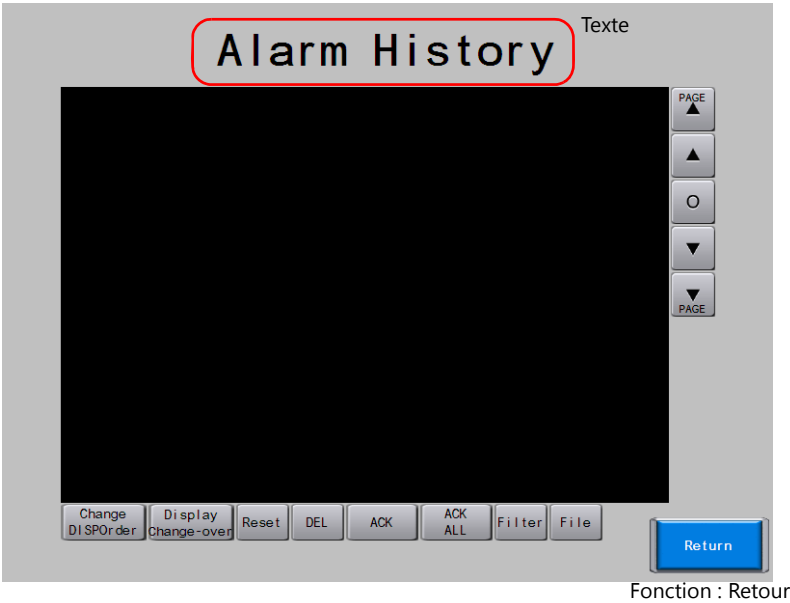 Alarm History
Texte
PAGE
▲
▲
O
▼
▼
PAGE
Change
DISPOrder
Display
Change-over
Reset
DEL
ACK
ACK
ALL
Filter
File
Return
Fonction : Retour